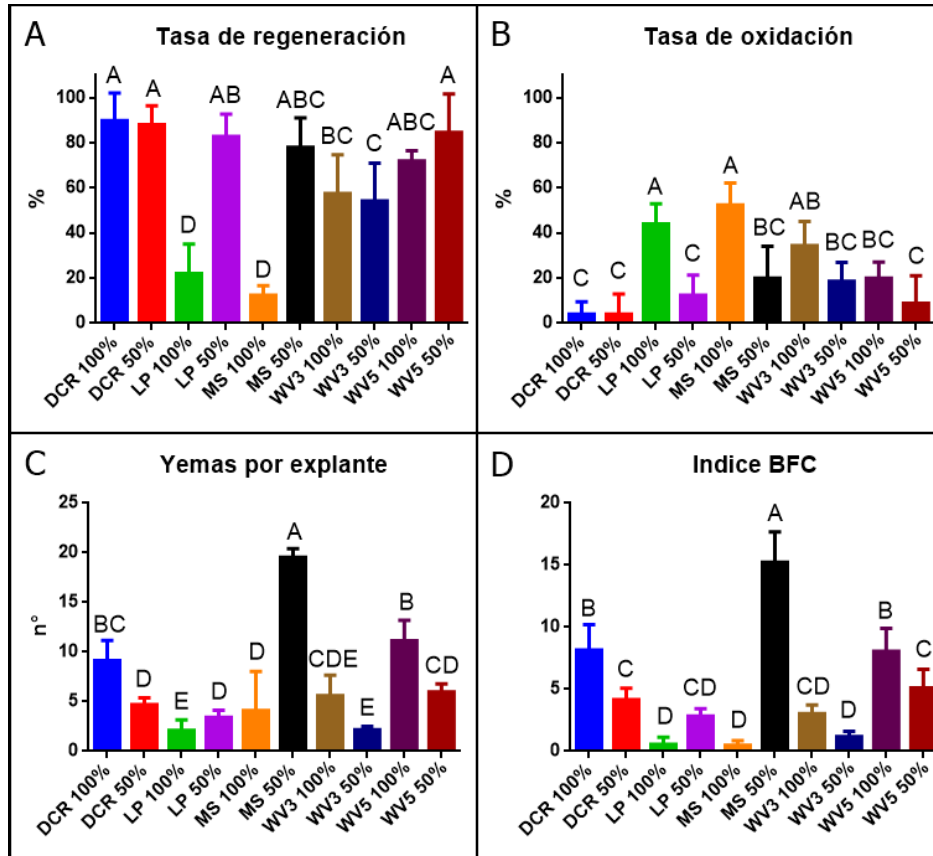 A
Tasa de regeneración
%
100
80
60
40
20
0
A
A
D
AB
D
ABC
BC
C
ABC
A
DCR 100%
DCR 50%
LP 100%
LP 50%
MS 100%
MS 50%
WV3 100%
WV3 50%
WV5 100%
WV5 50%
B
Tasa de oxidación
%
100
80
60
40
20
0
C
C
A
C
A
BC
AB
BC
BC
C
DCR 100%
DCR 50%
LP 100%
LP 50%
MS 100%
MS 50%
WV3 100%
WV3 50%
WV5 100%
WV5 50%
C
Yemas por explante
n°
25
20
15
10
5
0
BC
D
E
D
D
A
CDE
E
B
CD
DCR 100%
DCR 50%
LP 100%
LP 50%
MS 100%
MS 50%
WV3 100%
WV3 50%
WV5 100%
WV5 50%
D
Indice BFC
20
15
10
5
0
B
C
D
CD
D
A
CD
D
B
C
DCR 100%
DCR 50%
LP 100%
LP 50%
MS 100%
MS 50%
WV3 100%
WV3 50%
WV5 100%
WV5 50%